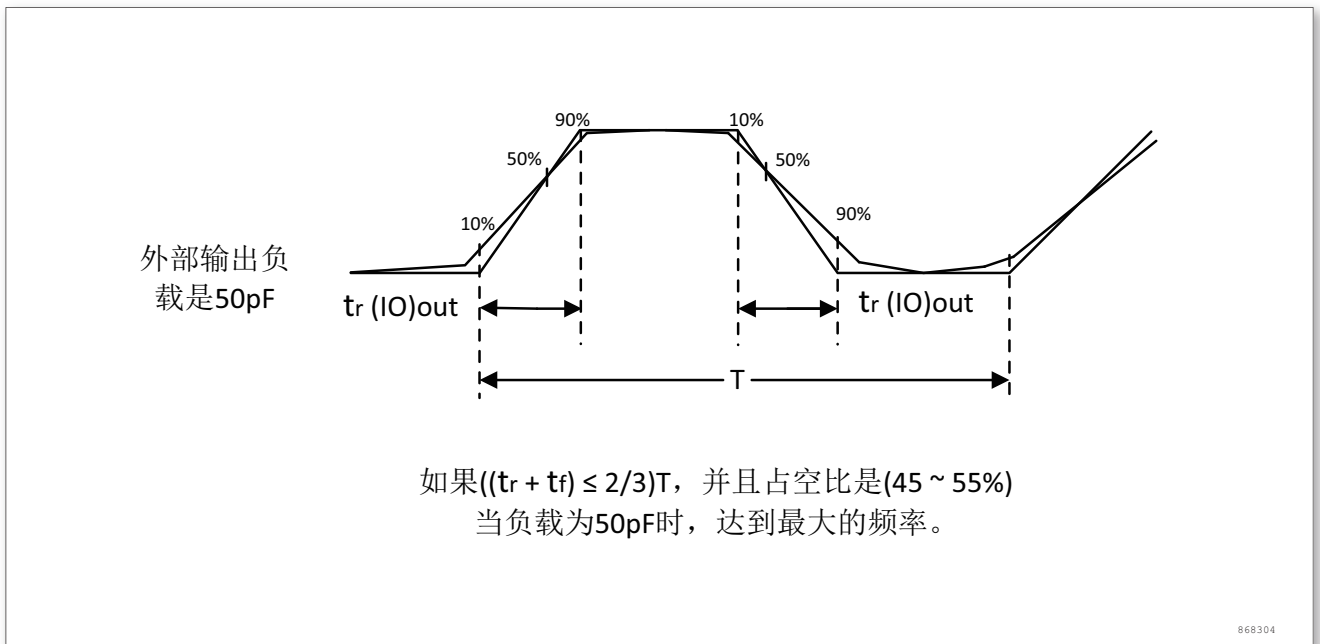 90%
10%
50%
50%
10%
90%
外部输出负
载是50pF
tr (IO)out
tr (IO)out
T
如果((tr + tf) ≤ 2/3)T，并且占空比是(45 ~ 55%)
当负载为50pF时，达到最大的频率。
868304